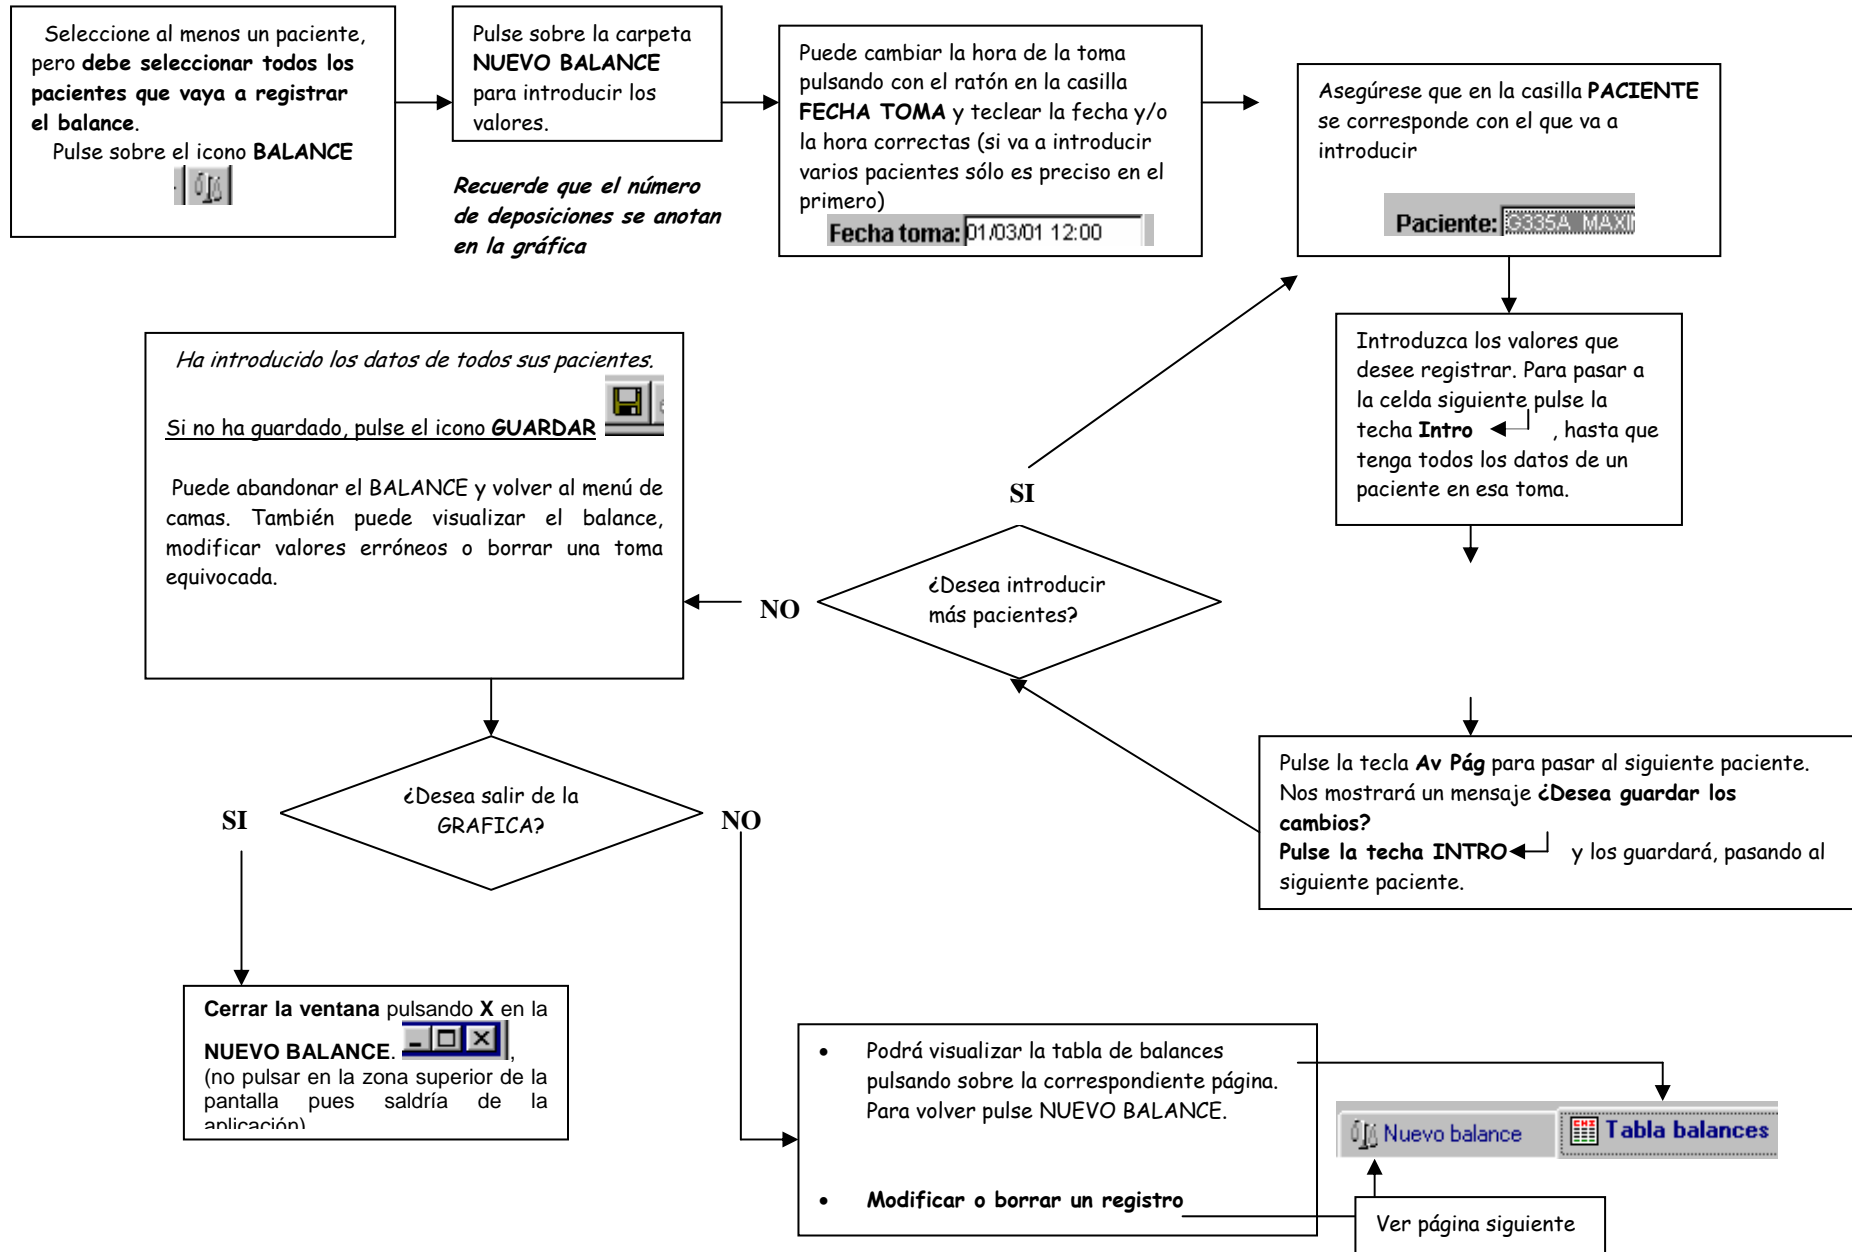 Seleccione al menos un paciente,
pero debe seleccionar todos los
pacientes que vaya a registrar
el balance.
Pulse sobre el icono BALANCE
Pulse sobre la carpeta
NUEVO BALANCE
para introducir los
valores.
Recuerde que el número
de deposiciones se anotan
en la gráfica
Puede cambiar la hora de la toma
pulsando con el ratón en la casilla
FECHA TOMA y teclear la fecha y/o
la hora correctas (si va a introducir
varios pacientes sólo es preciso en el
primero)
Fecha toma: 01/03/01 12:00
Asegúrese que en la casilla PACIENTE
se corresponde con el que va a
introducir
Paciente: G335A MAXI
Introduzca los valores que
desee registrar. Para pasar a
la celda siguiente pulse la
techa Intro , hasta que
tenga todos los datos de un
paciente en esa toma.
Ha introducido los datos de todos sus pacientes.
Si no ha guardado, pulse el icono GUARDAR
Puede abandonar el BALANCE y volver al menú de
camas. También puede visualizar el balance,
modificar valores erróneos o borrar una toma
equivocada.
SI
¿Desea introducir
más pacientes?
NO
Pulse la tecla Av Pág para pasar al siguiente paciente.
Nos mostrará un mensaje ¿Desea guardar los
cambios?
Pulse la techa INTRO y los guardará, pasando al
siguiente paciente.
¿Desea salir de la
GRAFICA?
SI
NO
Cerrar la ventana pulsando X en la
NUEVO BALANCE. ,
(no pulsar en la zona superior de la
pantalla pues saldría de la
aplicación)
• Podrá visualizar la tabla de balances
pulsando sobre la correspondiente página.
Para volver pulse NUEVO BALANCE.
• Modificar o borrar un registro
Nuevo balance
Tabla balances
Ver página siguiente